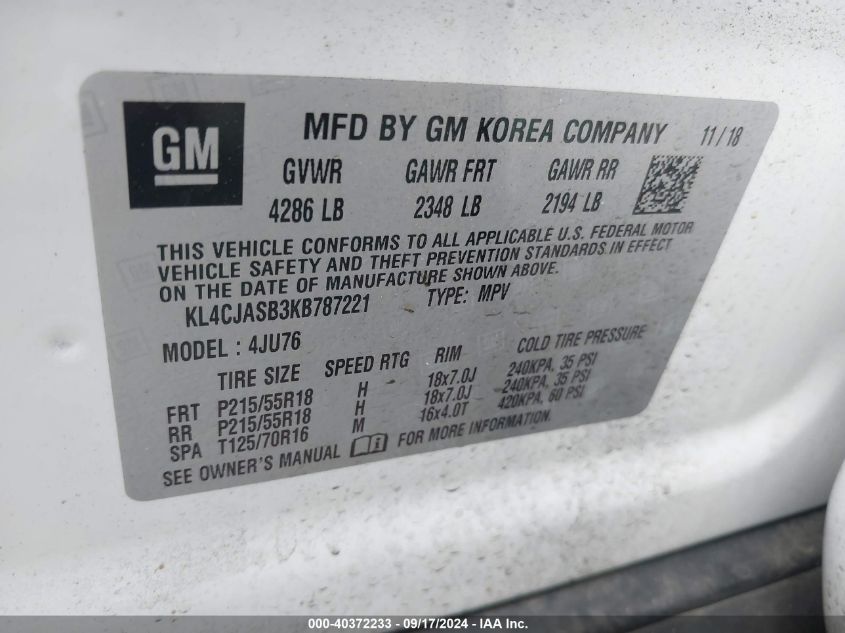 GM
MFD BY GM KOREA COMPANY 11/18
GVWR GAWR FRT GAWR RR
4286 LB 2348 LB 2194 LB
THIS VEHICLE CONFORMS TO ALL APPLICABLE U.S. FEDERAL MOTOR
VEHICLE SAFETY AND THEFT PREVENTION STANDARDS IN EFFECT
ON THE DATE OF MANUFACTURE SHOWN ABOVE.
KL4CJASB3KB787221 TYPE: MPV
MODEL : 4JU76
TIRE SIZE SPEED RTG RIM COLD TIRE PRESSURE
FRT P215/55R18 H 18x7.0J 240KPA, 35 PSI
RR P215/55R18 H 18x7.0J 240KPA, 35 PSI
SPA T125/70R16 M 16x4.0T 420KPA, 60 PSI
SEE OWNER'S MANUAL FOR MORE INFORMATION.
000-40372233 - 09/17/2024 - IAA Inc.